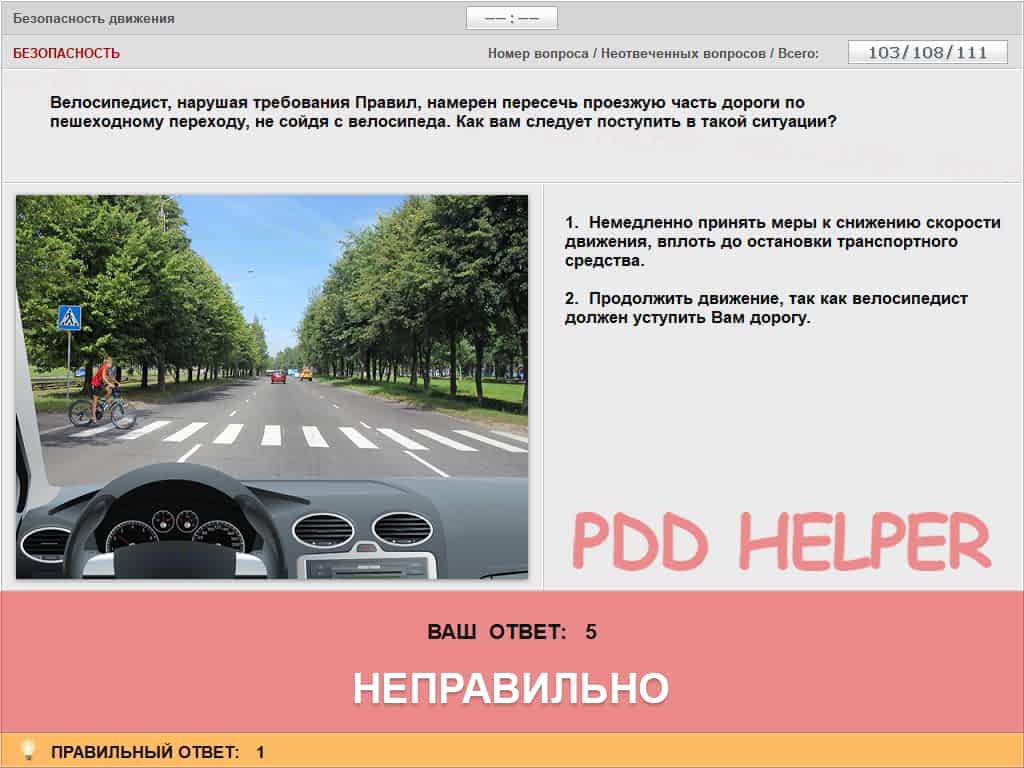 Безопасность движения
—— : ——
БЕЗОПАСНОСТЬ
Номер вопроса / Неотвеченных вопросов / Всего:
103/108/111
Велосипедист, нарушая требования Правил, намерен пересечь проезжую часть дороги по
пешеходному переходу, не сойдя с велосипеда. Как вам следует поступить в такой ситуации?
1. Немедленно принять меры к снижению скорости
движения, вплоть до остановки транспортного
средства.
2. Продолжить движение, так как велосипедист
должен уступить Вам дорогу.
PDD HELPER
ВАШ ОТВЕТ: 5
НЕПРАВИЛЬНО
ПРАВИЛЬНЫЙ ОТВЕТ: 1